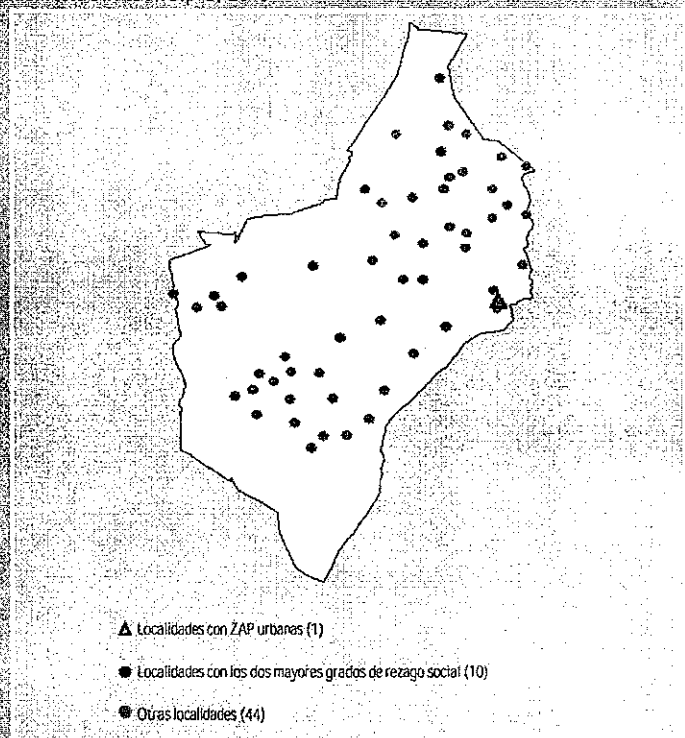 Localidades con ZAP urbanas (1)
Localidades con los dos mayores grados de rezago social (10)
Otras localidades (44)